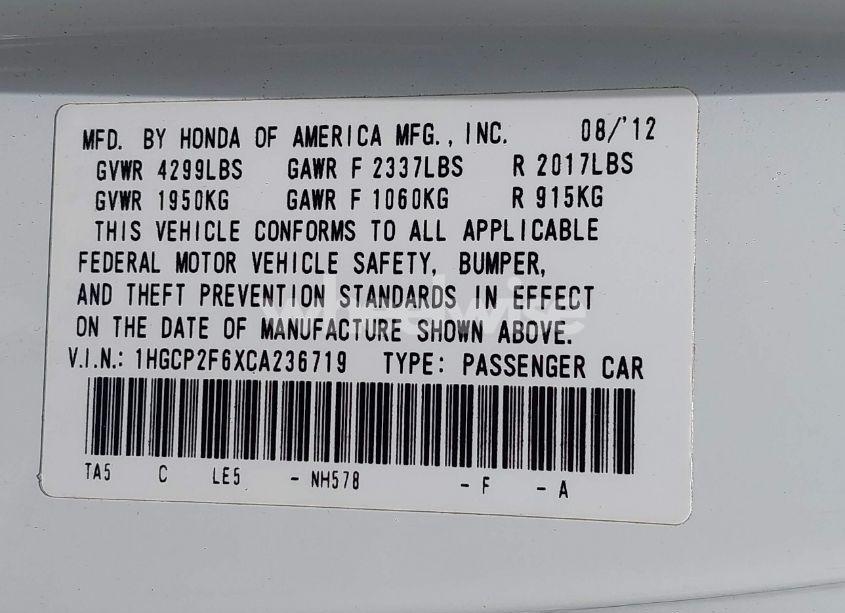 MFD. BY HONDA OF AMERICA MFG., INC. 08/'12
GVWR 4299LBS GAWR F 2337LBS R 2017LBS
GVWR 1950KG GAWR F 1060KG R 915KG
THIS VEHICLE CONFORMS TO ALL APPLICABLE
FEDERAL MOTOR VEHICLE SAFETY, BUMPER,
AND THEFT PREVENTION STANDARDS IN EFFECT
wheelwise
ON THE DATE OF MANUFACTURE SHOWN ABOVE.
V.I.N.: 1HGCP2F6XCA236719 TYPE: PASSENGER CAR
TA5 C LE5 - NH578 - F - A